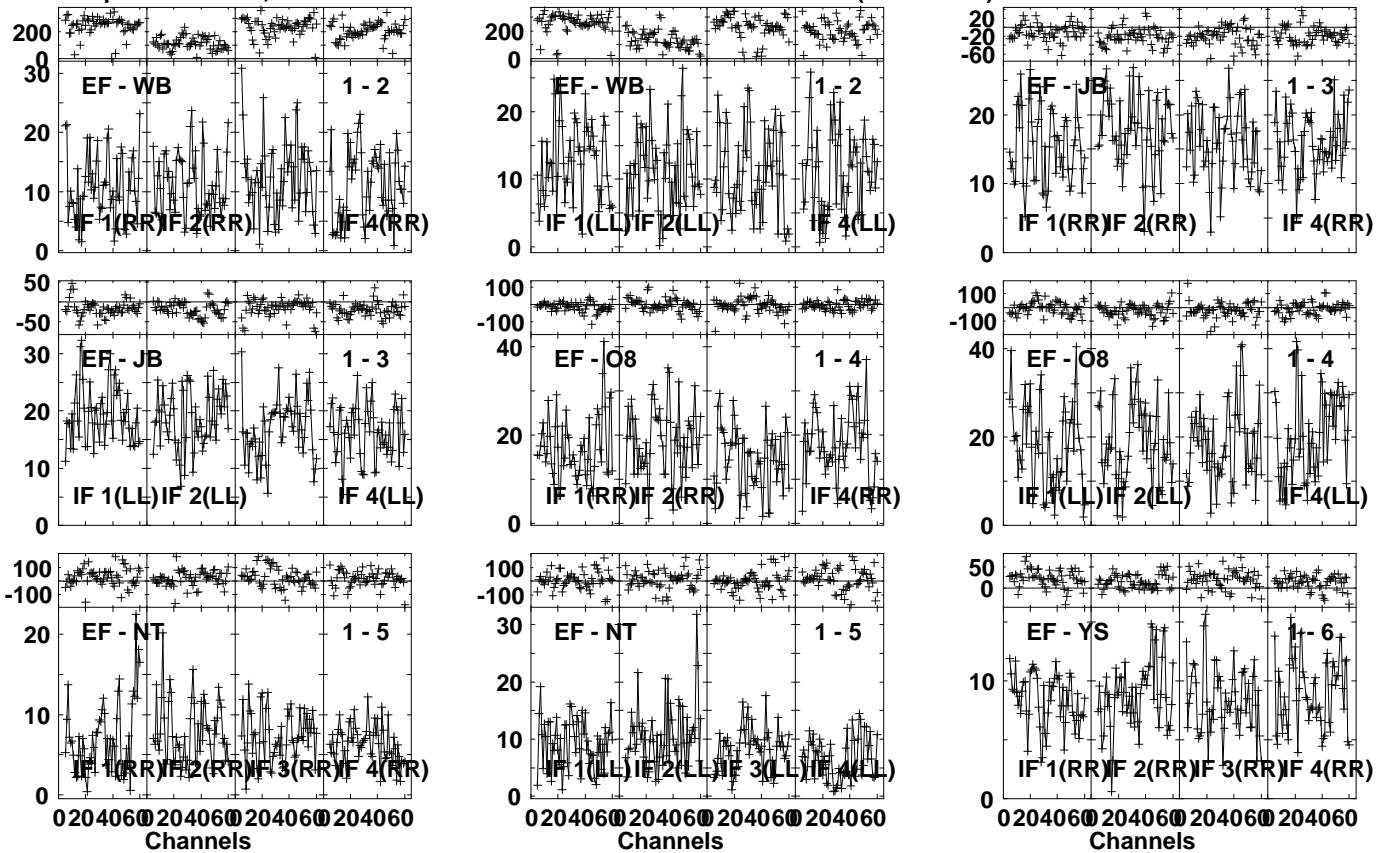 200
0
200
0
20
-20
-60
30
20
10
0
EF - WB
1 - 2
IF 1(RR)
IF 2(RR)
IF 4(RR)
20
10
0
EF - WB
1 - 2
IF 1(LL)
IF 2(LL)
IF 4(LL)
20
10
0
EF - JB
1 - 3
IF 1(RR)
IF 2(RR)
IF 4(RR)
50
-50
100
-100
100
-100
30
20
10
0
EF - JB
1 - 3
IF 1(LL)
IF 2(LL)
IF 4(LL)
40
20
0
EF - O8
1 - 4
IF 1(RR)
IF 2(RR)
IF 4(RR)
40
20
0
EF - O8
1 - 4
IF 1(LL)
IF 2(LL)
IF 4(LL)
100
-100
100
-100
50
0
20
10
0
EF - NT
1 - 5
IF 1(RR)
IF 2(RR)
IF 3(RR)
IF 4(RR)
30
20
10
0
EF - NT
1 - 5
IF 1(LL)
IF 2(LL)
IF 3(LL)
IF 4(LL)
10
0
EF - YS
1 - 6
IF 1(RR)
IF 2(RR)
IF 3(RR)
IF 4(RR)
0 20 40 60 0 20 40 60 0 20 40 60 0 20 40 60
0 20 40 60 0 20 40 60 0 20 40 60 0 20 40 60
0 20 40 60 0 20 40 60 0 20 40 60 0 20 40 60
Channels
Channels
Channels